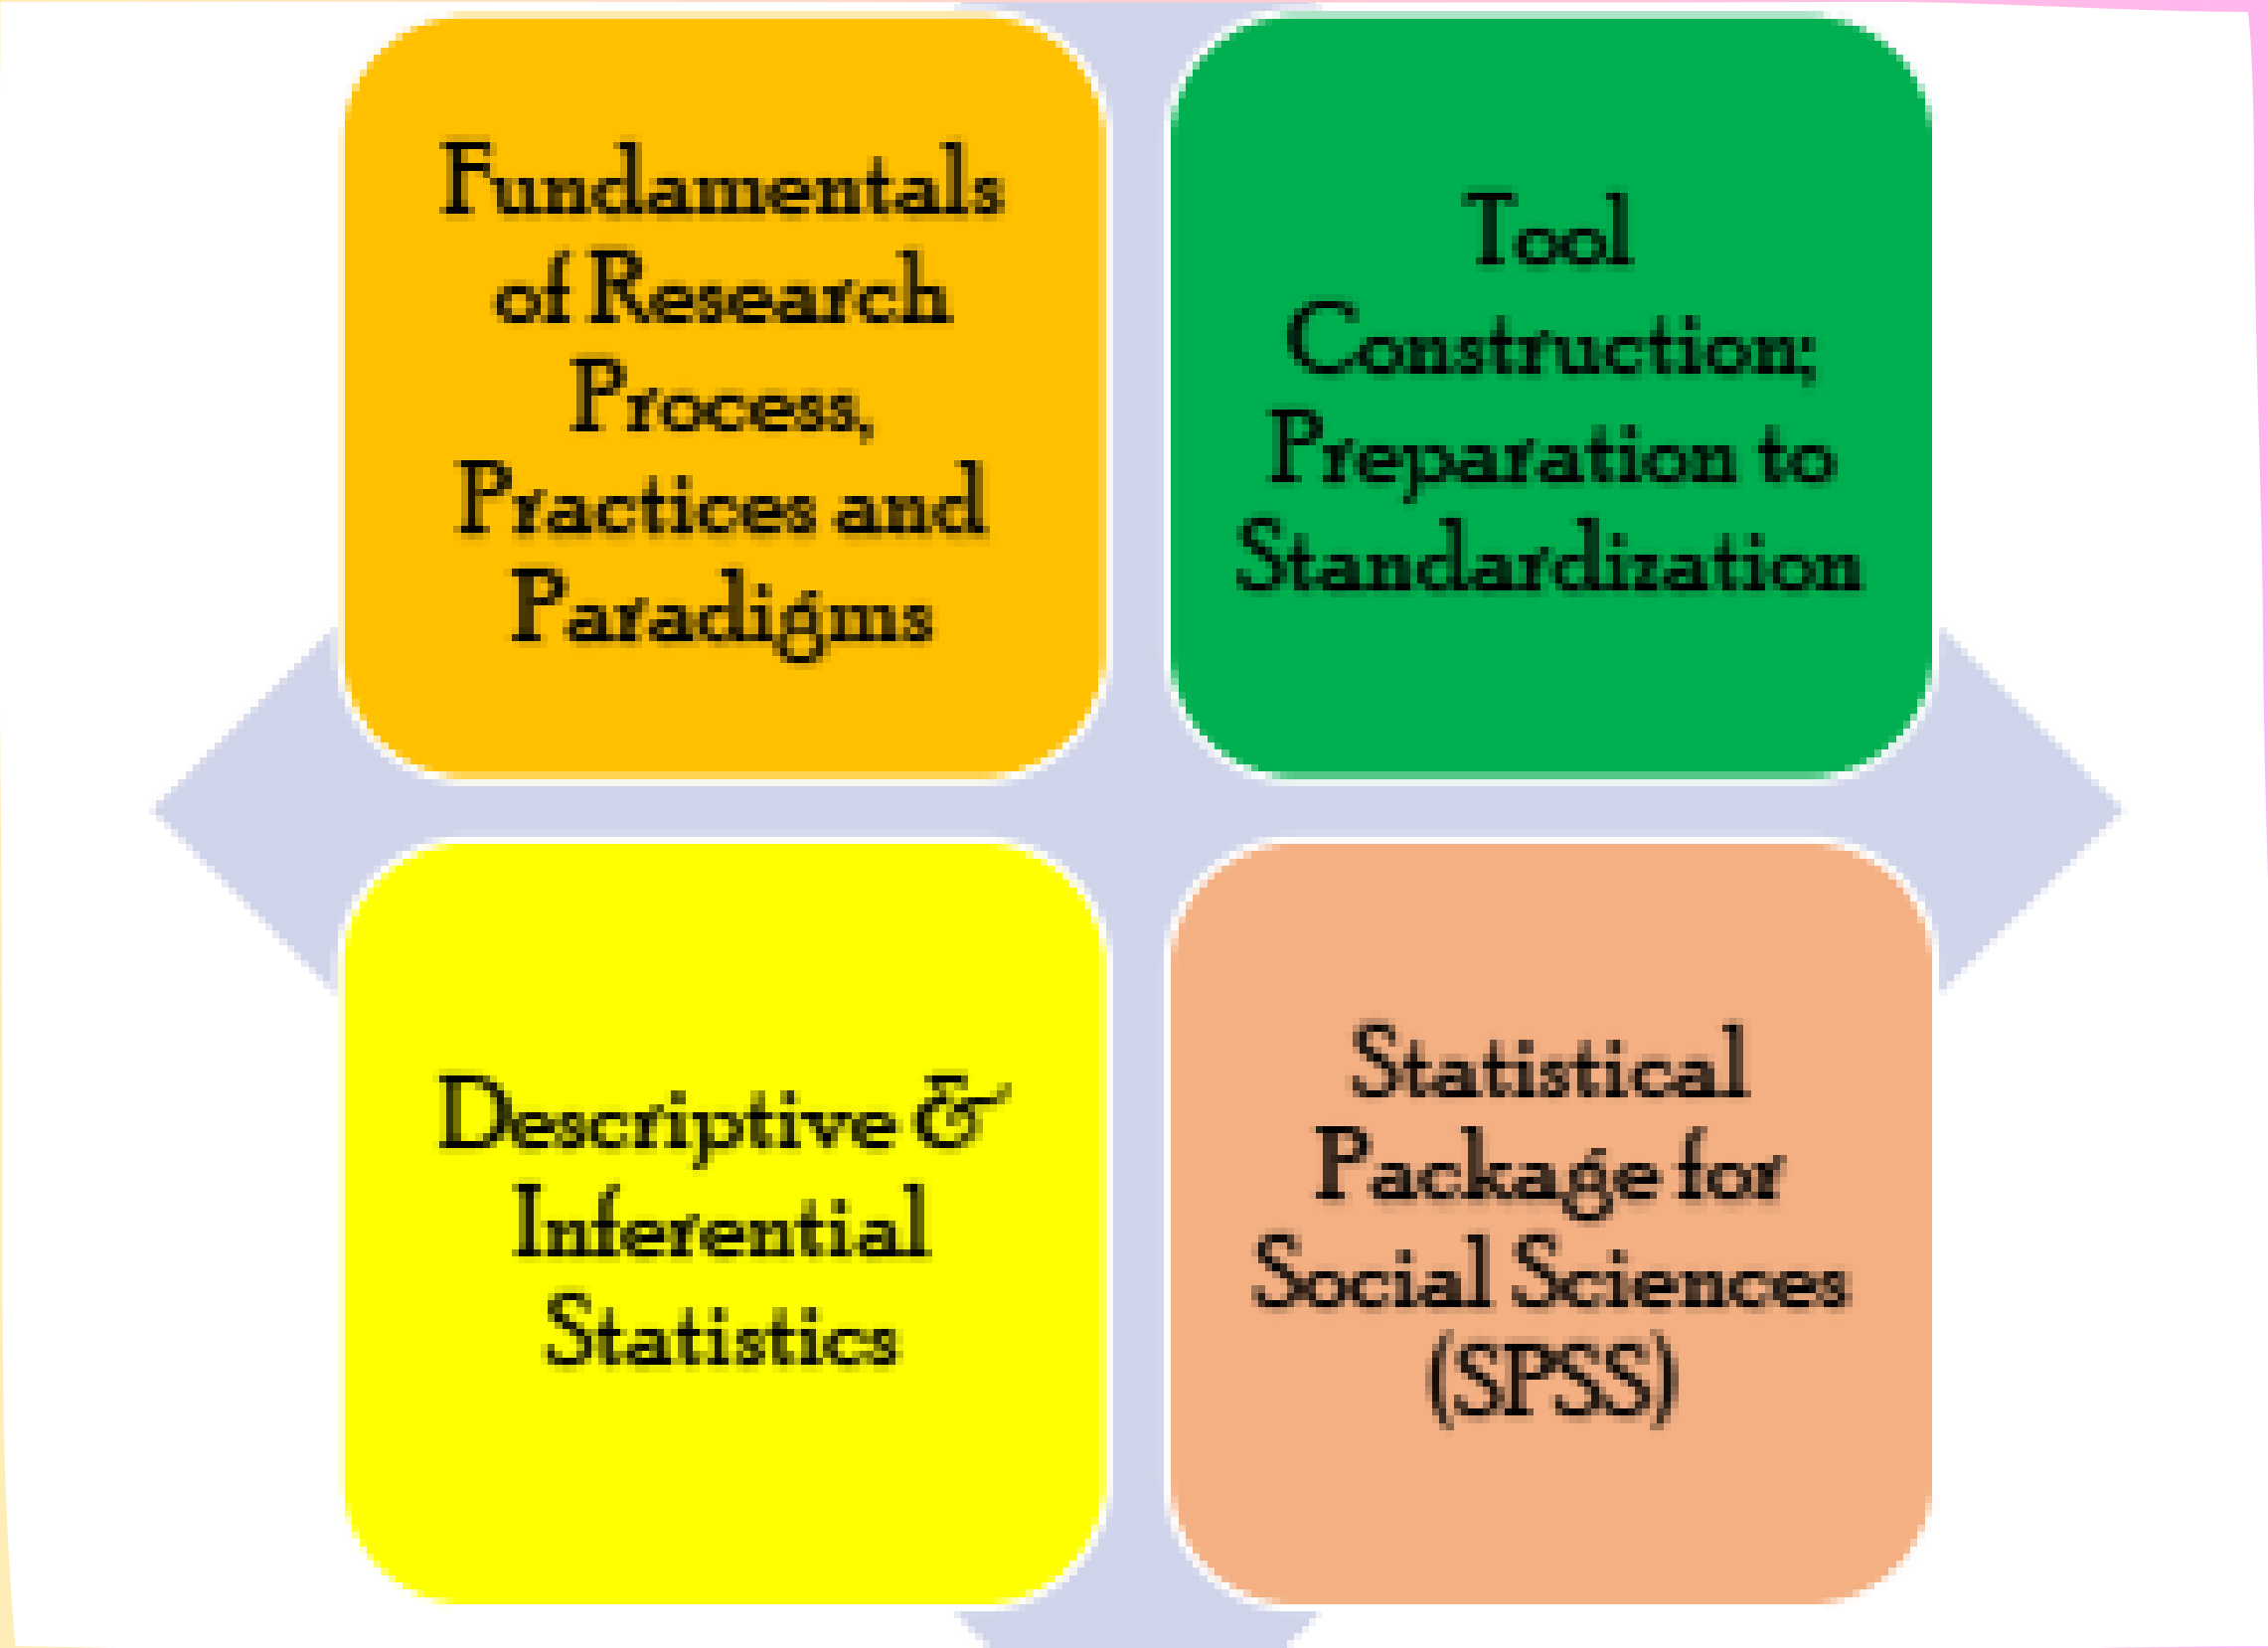 Fundamentals
of Research
Process,
Practices and
Paradigms
Tool
Construction;
Preparation to
Standardization
Descriptive &
Inferential
Statistics
Statistical
Package for
Social Sciences
(SPSS)